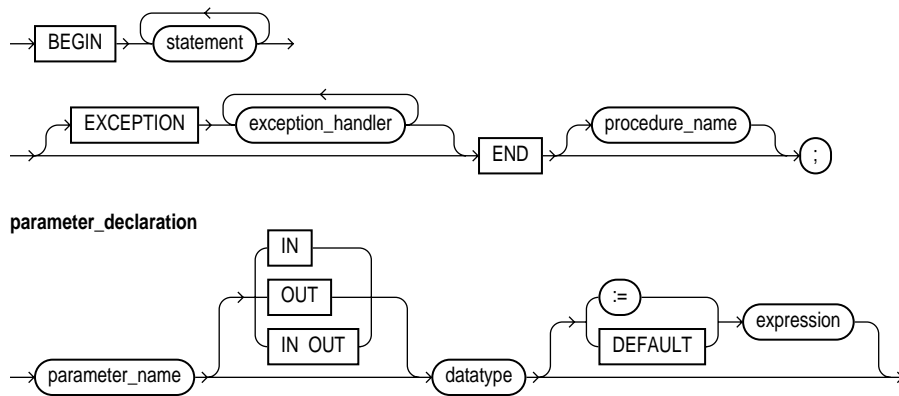 BEGIN statement
EXCEPTION exception_handler END procedure_name ;
parameter_declaration
IN
OUT :=
IN OUT DEFAULT expression
parameter_name datatype